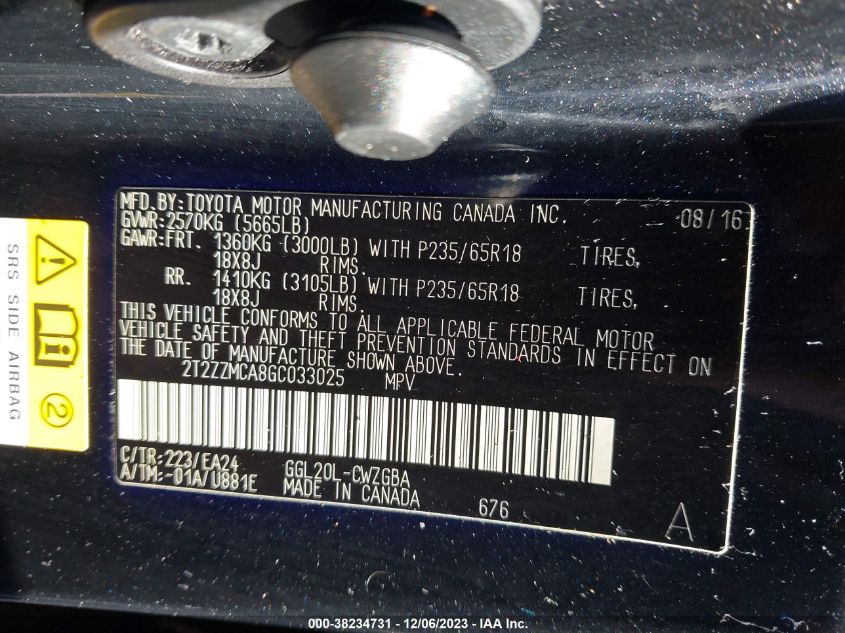 MFD.BY:TOYOTA MOTOR MANUFACTURING CANADA INC. 08/16
GVWR:2570KG (5665LB)
GAWR:FRT. 1360KG (3000LB) WITH P235/65R18 TIRES,
18X8J RIMS.
RR. 1410KG (3105LB) WITH P235/65R18 TIRES,
18X8J RIMS.
THIS VEHICLE CONFORMS TO ALL APPLICABLE FEDERAL MOTOR
VEHICLE SAFETY AND THEFT PREVENTION STANDARDS IN EFFECT ON
THE DATE OF MANUFACTURE SHOWN ABOVE.
2T2ZZMCA8GC033025 MPV
C/TR:223/EA24 GGL20L-CWZGBA
A/TM:-01A/U881E MADE IN CANADA 676
A
SRS SIDE AIRBAG
2
000-38234731 - 12/06/2023 - IAA Inc.